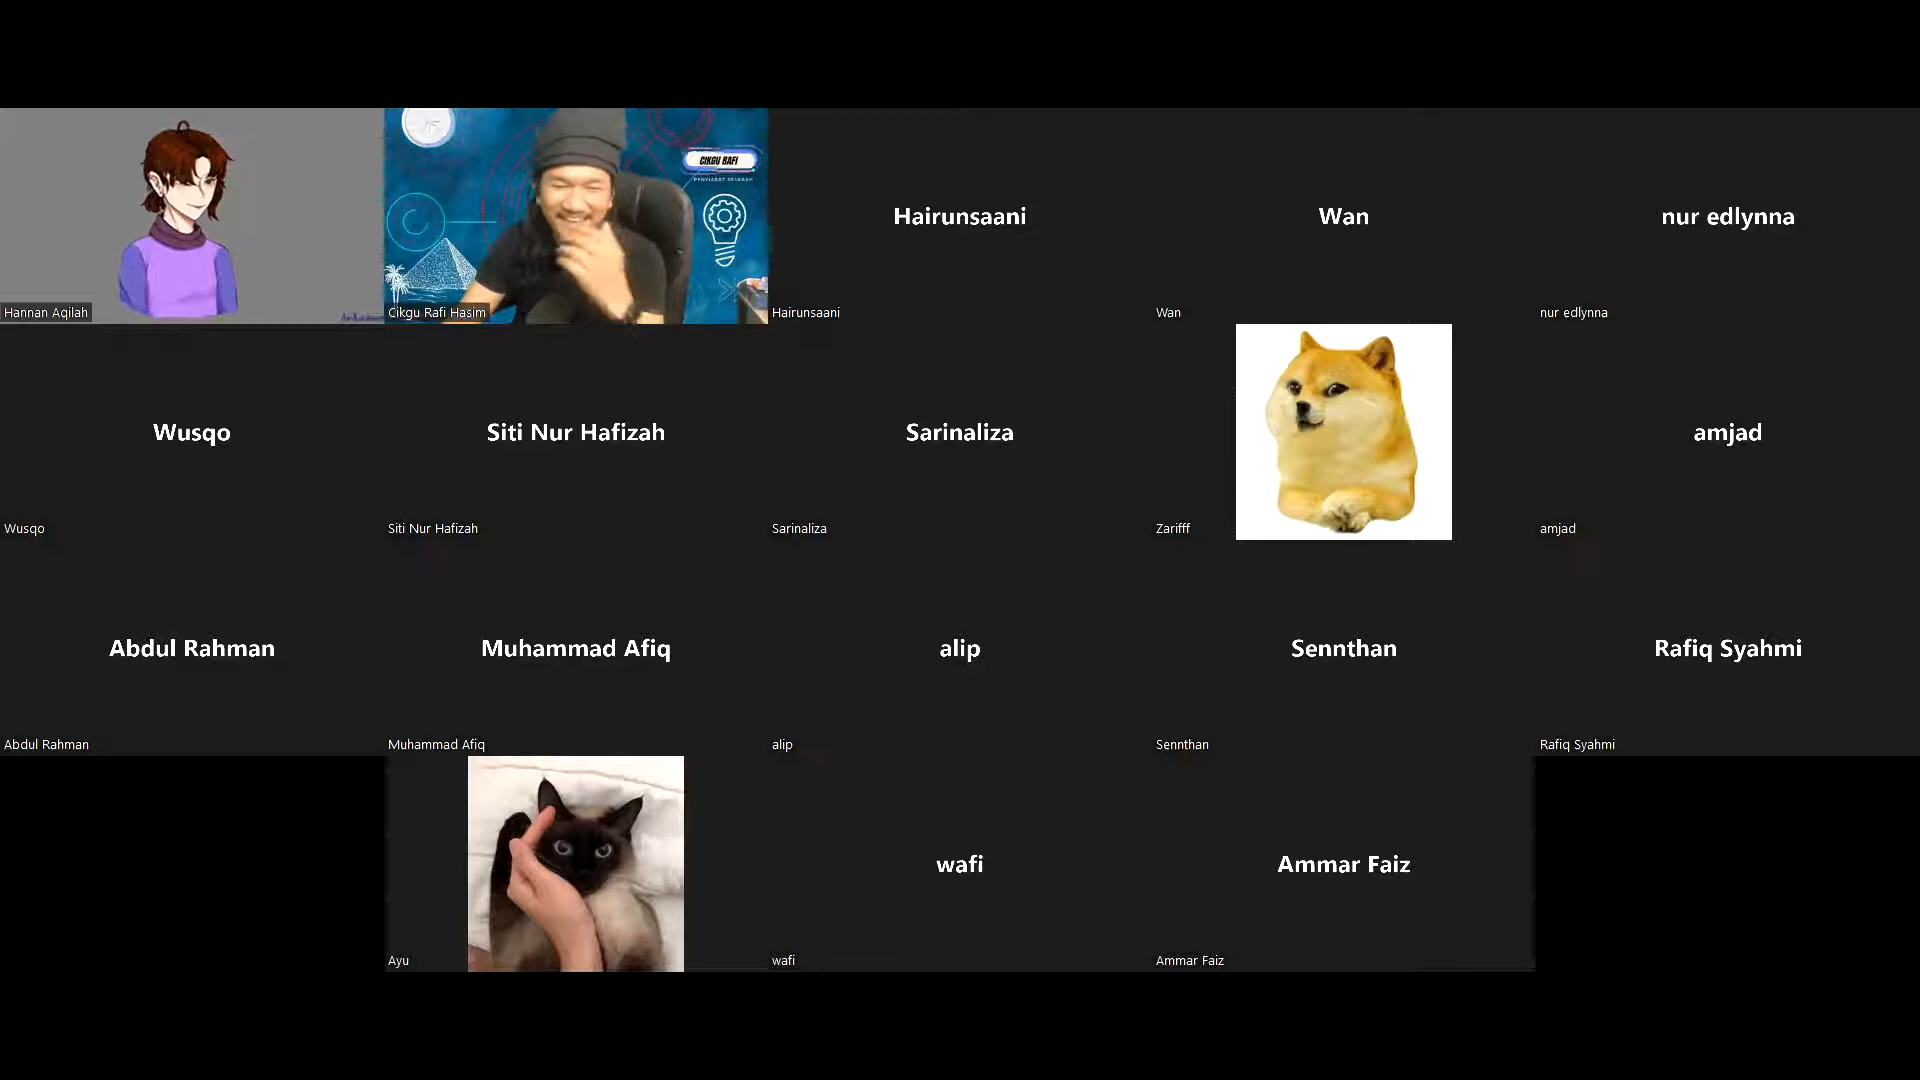 Hannan Aqilah
CIKGU RAFI
PENYIASAT SEJARAH
Cikgu Rafi Hasim
Hairunsaani
Hairunsaani
Wan
Wan
nur edlynna
nur edlynna
Wusqo
Wusqo
Siti Nur Hafizah
Siti Nur Hafizah
Sarinaliza
Sarinaliza
Zarifff
amjad
amjad
Abdul Rahman
Abdul Rahman
Muhammad Afiq
Muhammad Afiq
alip
alip
Sennthan
Sennthan
Rafiq Syahmi
Rafiq Syahmi
Ayu
wafi
wafi
Ammar Faiz
Ammar Faiz